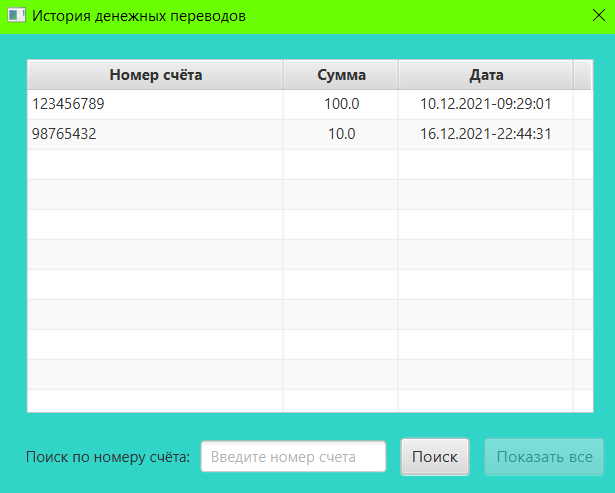 История денежных переводов
Номер счёта Сумма Дата
123456789 100.0 10.12.2021-09:29:01
98765432 10.0 16.12.2021-22:44:31
Поиск по номеру счёта: Введите номер счета Поиск Показать все